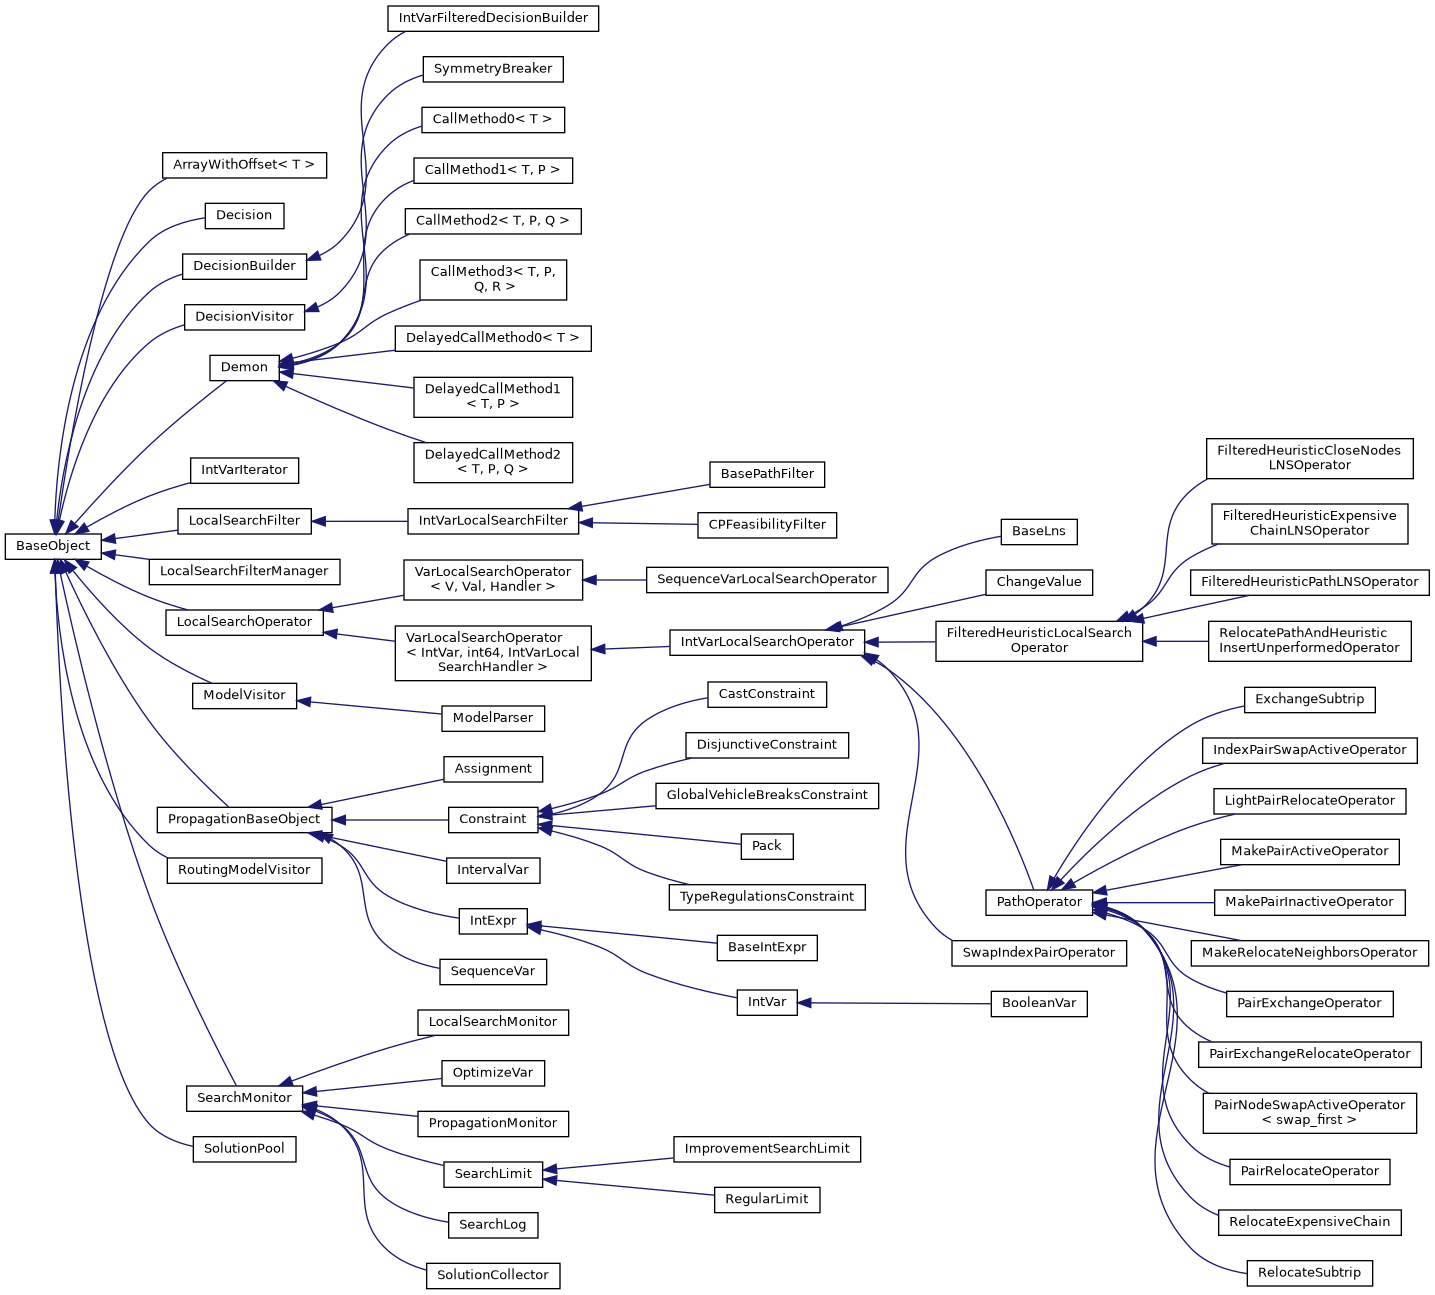 IntVarFilteredDecisionBuilder
SymmetryBreaker
CallMethod0< T >
ArrayWithOffset< T >
CallMethod1< T, P >
Decision
CallMethod2< T, P, Q >
DecisionBuilder
CallMethod3< T, P,
Q, R >
DecisionVisitor
DelayedCallMethod0< T >
Demon
DelayedCallMethod1
< T, P >
DelayedCallMethod2
< T, P, Q >
FilteredHeuristicCloseNodes
LNSOperator
IntVarIterator
BasePathFilter
LocalSearchFilter
IntVarLocalSearchFilter
CPFeasibilityFilter
FilteredHeuristicExpensive
ChainLNSOperator
BaseLns
BaseObject
LocalSearchFilterManager
VarLocalSearchOperator
< V, Val, Handler >
SequenceVarLocalSearchOperator
ChangeValue
FilteredHeuristicPathLNSOperator
LocalSearchOperator
VarLocalSearchOperator
< IntVar, int64, IntVarLocal
SearchHandler >
IntVarLocalSearchOperator
FilteredHeuristicLocalSearch
Operator
RelocatePathAndHeuristic
InsertUnperformedOperator
ModelVisitor
ModelParser
CastConstraint
ExchangeSubtrip
DisjunctiveConstraint
IndexPairSwapActiveOperator
Assignment
GlobalVehicleBreaksConstraint
LightPairRelocateOperator
PropagationBaseObject
Constraint
Pack
MakePairActiveOperator
RoutingModelVisitor
IntervalVar
TypeRegulationsConstraint
PathOperator
MakePairInactiveOperator
IntExpr
BaseIntExpr
SwapIndexPairOperator
MakeRelocateNeighborsOperator
SequenceVar
IntVar
BooleanVar
PairExchangeOperator
LocalSearchMonitor
PairExchangeRelocateOperator
OptimizeVar
SearchMonitor
PairNodeSwapActiveOperator
< swap_first >
PropagationMonitor
SolutionPool
ImprovementSearchLimit
SearchLimit
PairRelocateOperator
RegularLimit
SearchLog
RelocateExpensiveChain
SolutionCollector
RelocateSubtrip